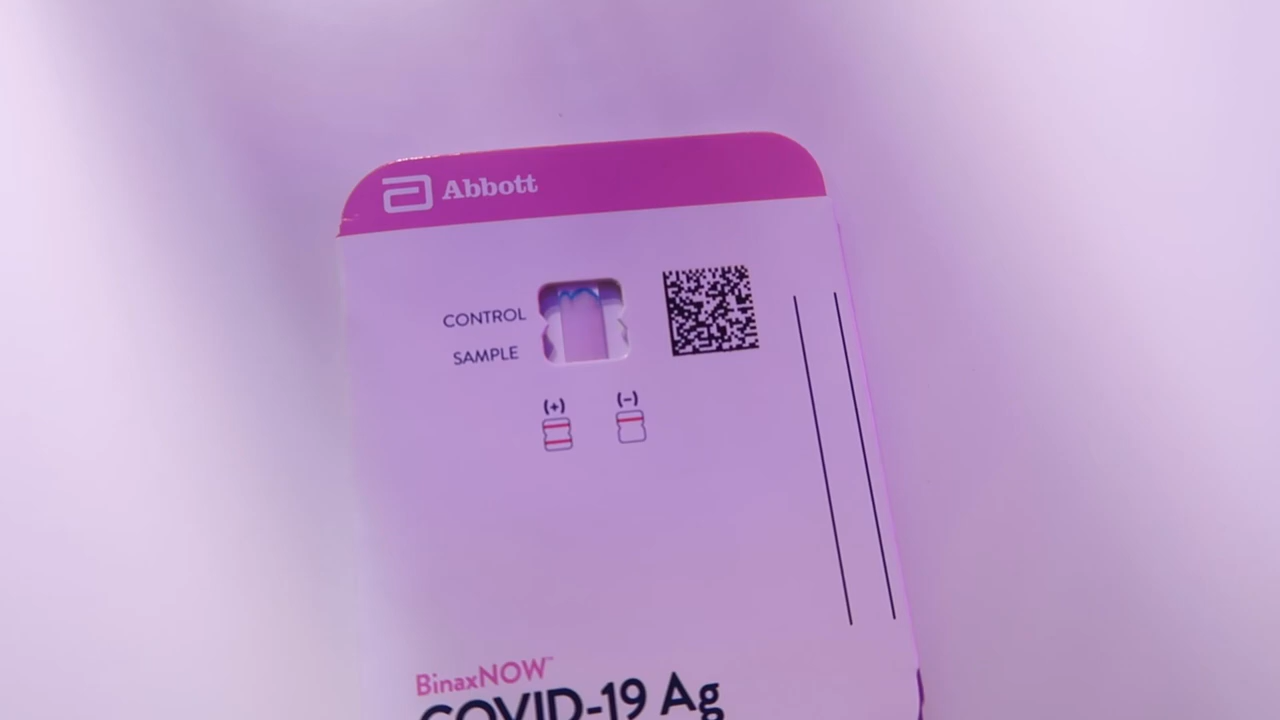 Abbott
CONTROL
SAMPLE
(+) (-)
BinaxNOW™
COVID-19 Ag